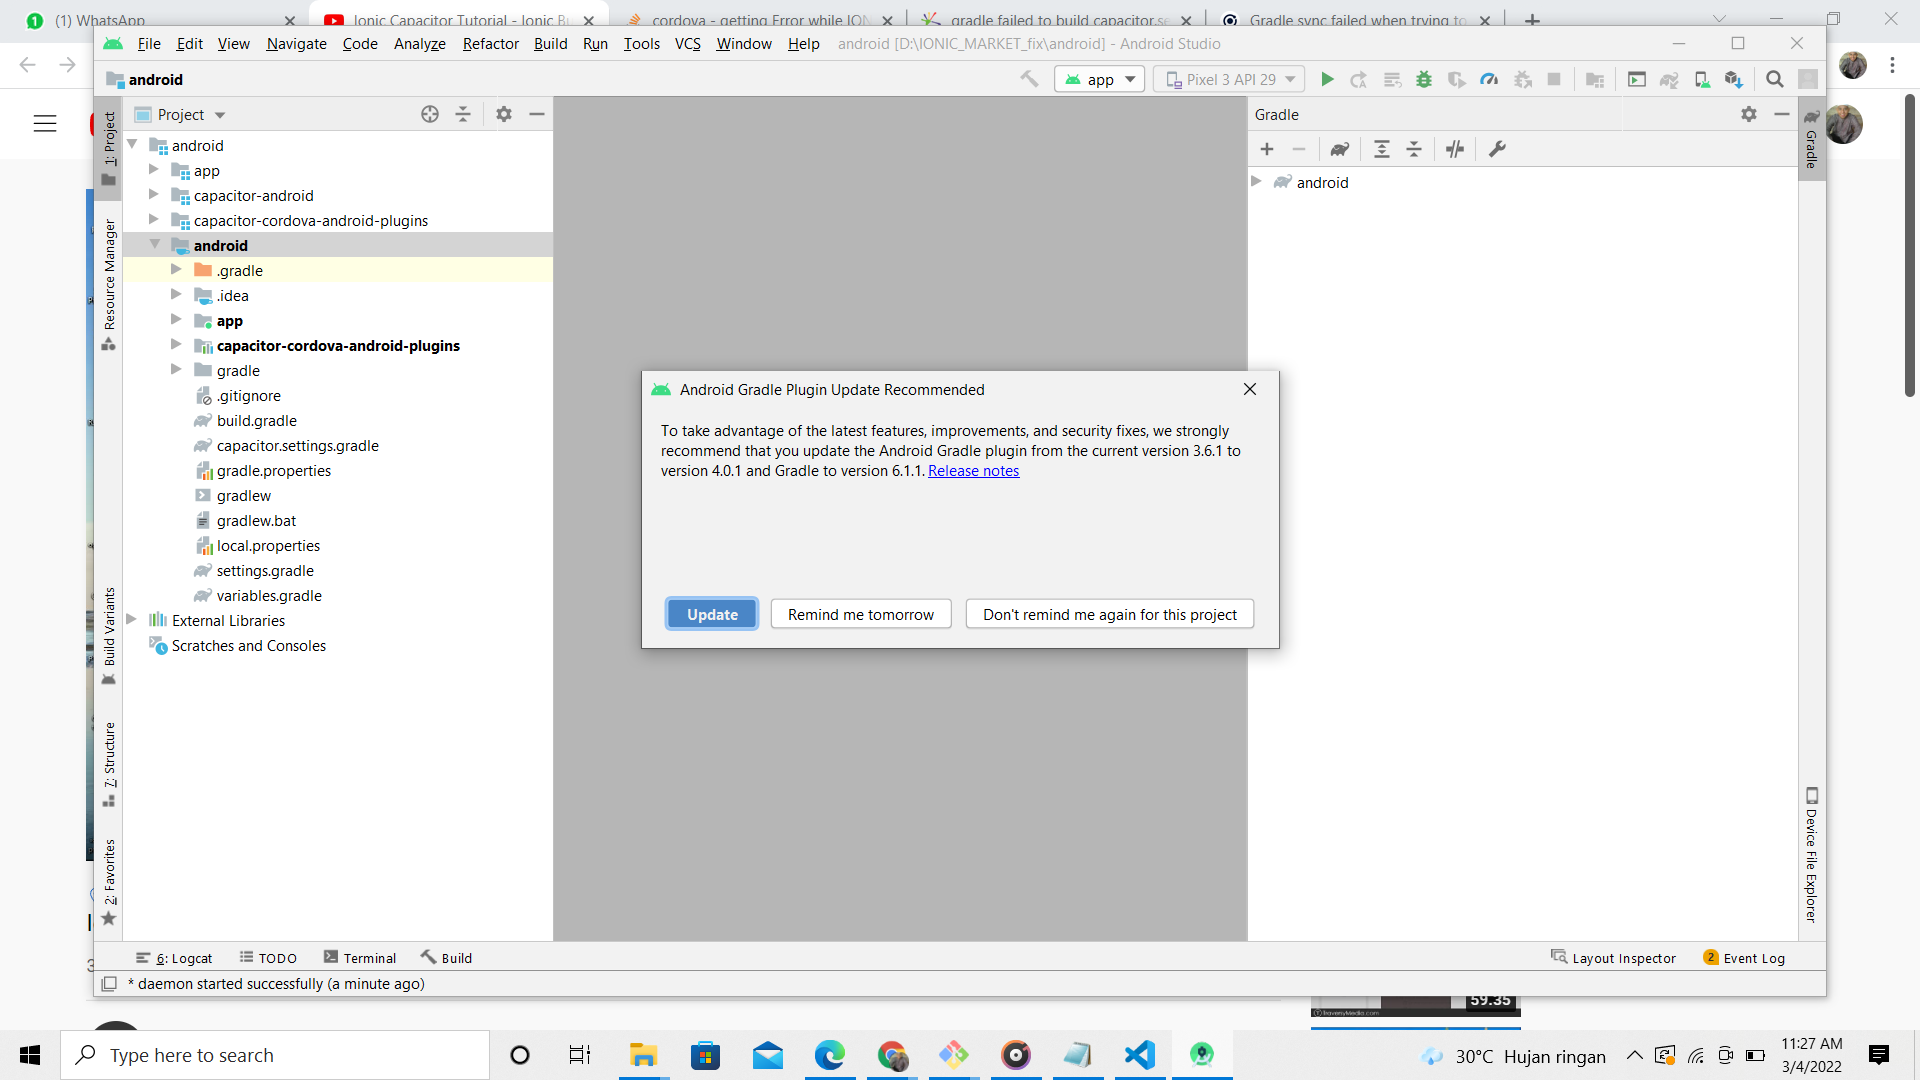 (1) WhatsApp
Ionic Capacitor Tutorial - Ionic Bu
cordova - getting Error while ION
gradle failed to build capacitor.se
Gradle sync failed when trying to
File Edit View Navigate Code Analyze Refactor Build Run Tools VCS Window Help android [D:\IONIC_MARKET_fix\android] - Android Studio
android
app
Pixel 3 API 29
Project
Gradle
1: Project
Resource Manager
Build Variants
7: Structure
2: Favorites
android
app
capacitor-android
capacitor-cordova-android-plugins
android
.gradle
.idea
app
capacitor-cordova-android-plugins
gradle
.gitignore
build.gradle
capacitor.settings.gradle
gradle.properties
gradlew
gradlew.bat
local.properties
settings.gradle
variables.gradle
External Libraries
Scratches and Consoles
android
Gradle
Device File Explorer
Android Gradle Plugin Update Recommended
To take advantage of the latest features, improvements, and security fixes, we strongly
recommend that you update the Android Gradle plugin from the current version 3.6.1 to
version 4.0.1 and Gradle to version 6.1.1. Release notes
Update
Remind me tomorrow
Don't remind me again for this project
6: Logcat
TODO
Terminal
Build
Layout Inspector
2 Event Log
* daemon started successfully (a minute ago)
59.35
Type here to search
30°C Hujan ringan
11:27 AM
3/4/2022